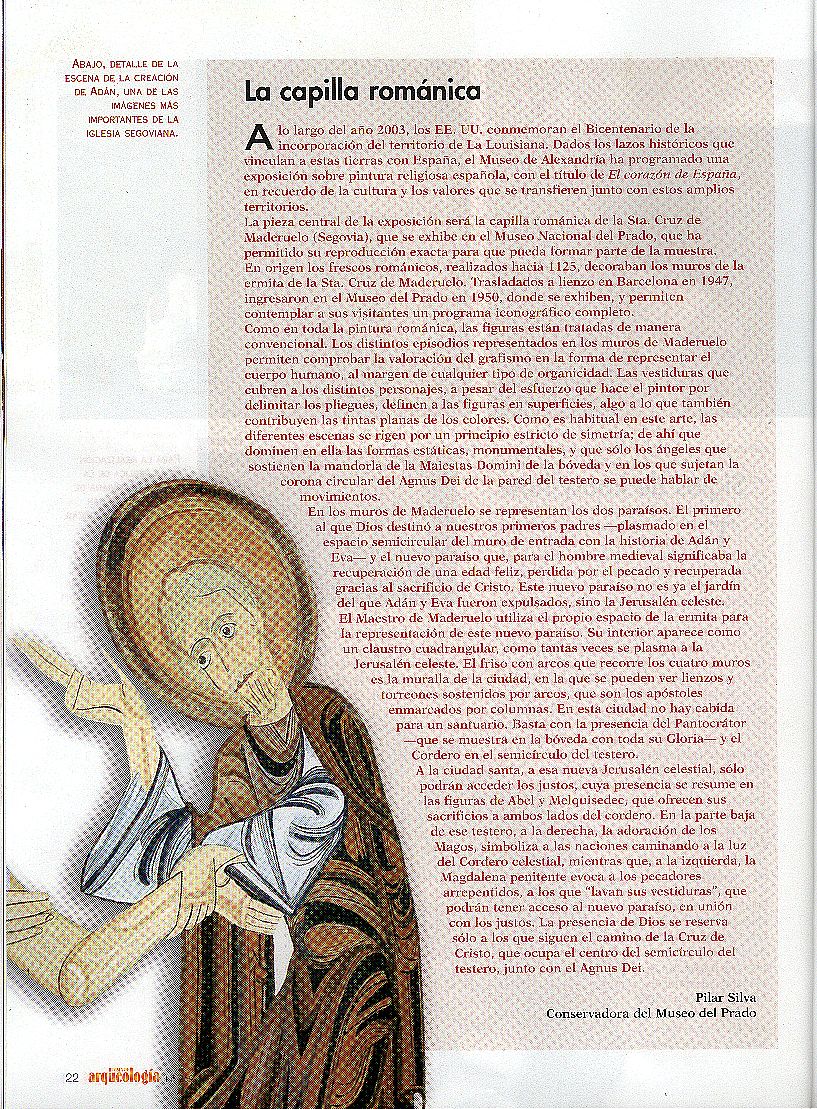 ABAJO, DETALLE DE LA
ESCENA DE LA CREACIÓN
DE ADÁN, UNA DE LAS
IMÁGENES MÁS
IMPORTANTES DE LA
IGLESIA SEGOVIANA.
La capilla románica
A lo largo del año 2003, los EE. UU. conmemoran el Bicentenario de la
incorporación del territorio de La Louisiana. Dados los lazos históricos que
vinculan a estas tierras con España, el Museo de Alexandría ha programado una
exposición sobre pintura religiosa española, con el título de El corazón de España,
en recuerdo de la cultura y los valores que se transfieren junto con estos amplios
territorios.
La pieza central de la exposición será la capilla románica de la Sta. Cruz de
Maderuelo (Segovia), que se exhibe en el Museo Nacional del Prado, que ha
permitido su reproducción exacta para que pueda formar parte de la muestra.
En origen los frescos románicos, realizados hacia 1125, decoraban los muros de la
ermita de la Sta. Cruz de Maderuelo. Trasladados a lienzo en Barcelona en 1947,
ingresaron en el Museo del Prado en 1950, donde se exhiben, y permiten
contemplar a sus visitantes un programa iconográfico completo.
Como en toda la pintura románica, las figuras están tratadas de manera
convencional. Los distintos episodios representados en los muros de Maderuelo
permiten comprobar la valoración del grafismo en la forma de representar el
cuerpo humano, al margen de cualquier tipo de organicidad. Las vestiduras que
cubren a los distintos personajes, a pesar del esfuerzo que hace el pintor por
delimitar los pliegues, definen a las figuras en superficies, algo a lo que también
contribuyen las tintas planas de los colores. Como es habitual en este arte, las
diferentes escenas se rigen por un principio estricto de simetría; de ahí que
dominen en ella las formas estáticas, monumentales, y que sólo los ángeles que
sostienen la mandorla de la Maiestas Domini de la bóveda y en los que sujetan la
corona circular del Agnus Dei de la pared del testero se puede hablar de
movimientos.
En los muros de Maderuelo se representan los dos paraísos. El primero
al que Dios destinó a nuestros primeros padres —plasmado en el
espacio semicircular del muro de entrada con la historia de Adán y
Eva— y el nuevo paraíso que, para el hombre medieval significaba la
recuperación de una edad feliz, perdida por el pecado y recuperada
gracias al sacrificio de Cristo. Este nuevo paraíso no es ya el jardín
del que Adán y Eva fueron expulsados, sino la Jerusalén celeste.
El Maestro de Maderuelo utiliza el propio espacio de la ermita para
la representación de este nuevo paraíso. Su interior aparece como
un claustro cuadrangular, como tantas veces se plasma a la
Jerusalén celeste. El friso con arcos que recorre los cuatro muros
es la muralla de la ciudad, en la que se pueden ver lienzos y
torreones sostenidos por arcos, que son los apóstoles
enmarcados por columnas. En esta ciudad no hay cabida
para un santuario. Basta con la presencia del Pantocrátor
—que se muestra en la bóveda con toda su Gloria— y el
Cordero en el semicírculo del testero.
A la ciudad santa, a esa nueva Jerusalén celestial, sólo
podrán acceder los justos, cuya presencia se resume en
las figuras de Abel y Melquisedec, que ofrecen sus
sacrificios a ambos lados del cordero. En la parte baja
de ese testero, a la derecha, la adoración de los
Magos, simboliza a las naciones caminando a la luz
del Cordero celestial, mientras que, a la izquierda, la
Magdalena penitente evoca a los pecadores
arrepentidos, a los que "lavan sus vestiduras", que
podrán tener acceso al nuevo paraíso, en unión
con los justos. La presencia de Dios se reserva
sólo a los que siguen el camino de la Cruz de
Cristo, que ocupa el centro del semicírculo del
testero, junto con el Agnus Dei.
Pilar Silva
Conservadora del Museo del Prado
22 arqueología